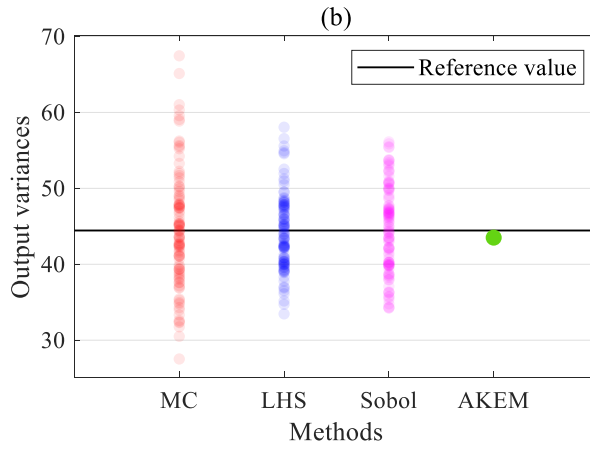 (b)
70
60
50
40
30
Output variances
Reference value
MC LHS Sobol AKEM
Methods